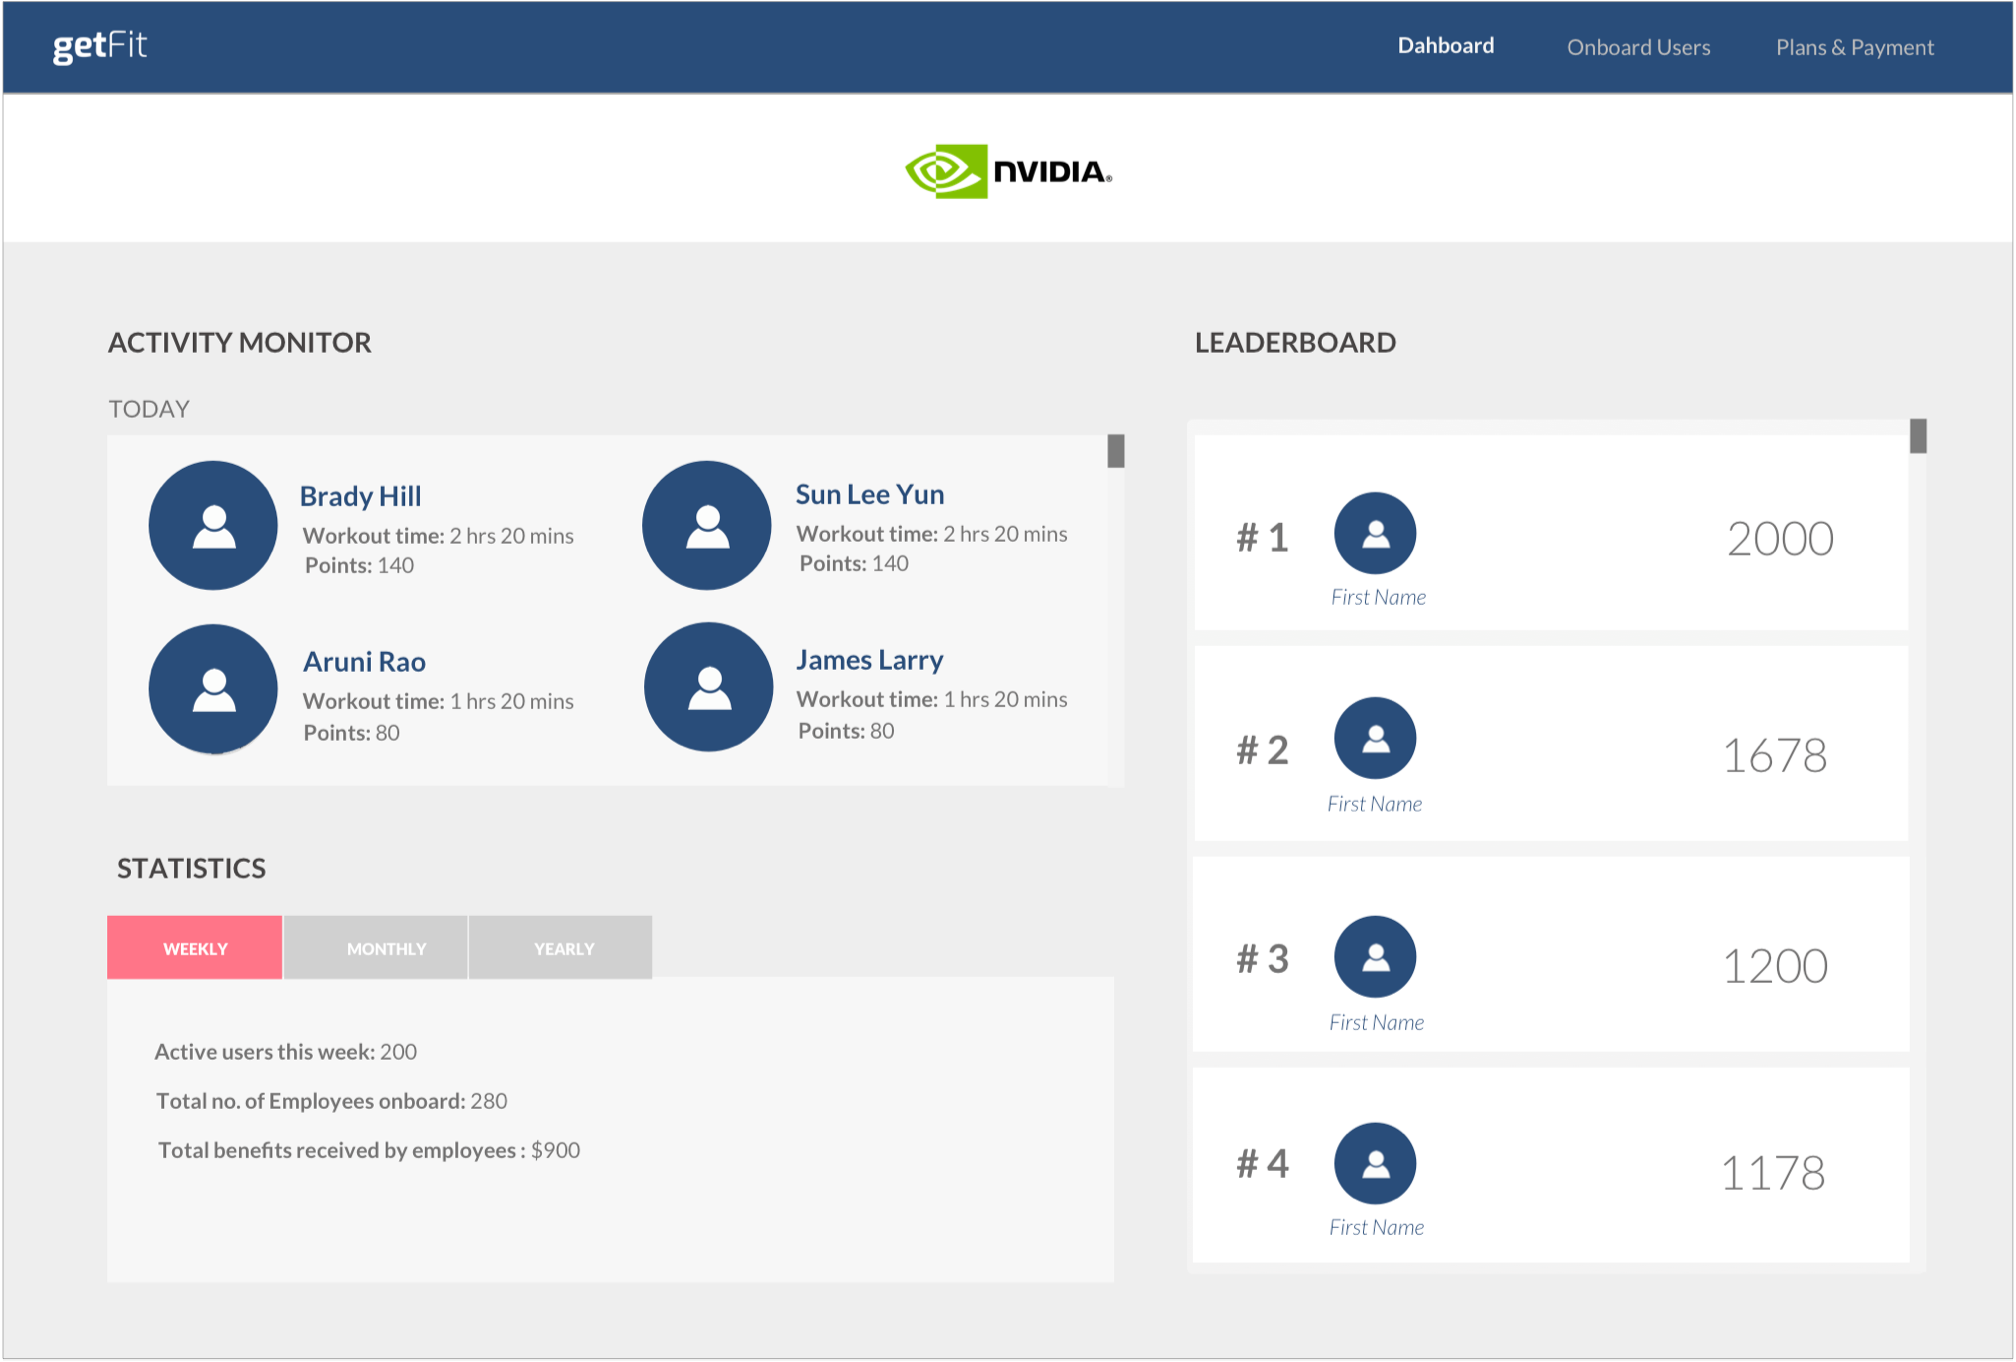 getFit
Dahboard
Onboard Users
Plans & Payment
NVIDIA®
ACTIVITY MONITOR
TODAY
Brady Hill
Workout time: 2 hrs 20 mins
Points: 140
Sun Lee Yun
Workout time: 2 hrs 20 mins
Points: 140
Aruni Rao
Workout time: 1 hrs 20 mins
Points: 80
James Larry
Workout time: 1 hrs 20 mins
Points: 80
STATISTICS
WEEKLY
MONTHLY
YEARLY
Active users this week: 200
Total no. of Employees onboard: 280
Total benefits received by employees : $900
LEADERBOARD
# 1
First Name
2000
# 2
First Name
1678
# 3
First Name
1200
# 4
First Name
1178